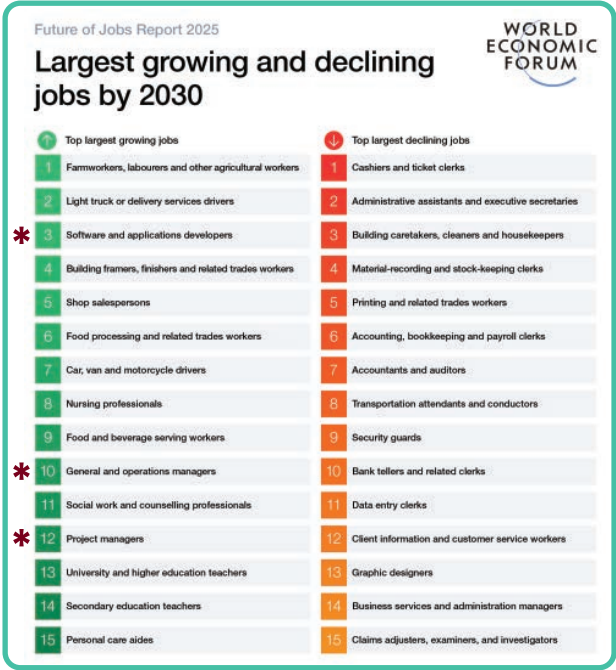 Future of Jobs Report 2025
WORLD
ECONOMIC
FORUM
Largest growing and declining
jobs by 2030
Top largest growing jobs
1 Farmworkers, labourers and other agricultural workers
2 Light truck or delivery services drivers
* 3 Software and applications developers
4 Building framers, finishers and related trades workers
5 Shop salespersons
6 Food processing and related trades workers
7 Car, van and motorcycle drivers
8 Nursing professionals
9 Food and beverage serving workers
* 10 General and operations managers
11 Social work and counselling professionals
* 12 Project managers
13 University and higher education teachers
14 Secondary education teachers
15 Personal care aides
Top largest declining jobs
1 Cashiers and ticket clerks
2 Administrative assistants and executive secretaries
3 Building caretakers, cleaners and housekeepers
4 Material-recording and stock-keeping clerks
5 Printing and related trades workers
6 Accounting, bookkeeping and payroll clerks
7 Accountants and auditors
8 Transportation attendants and conductors
9 Security guards
10 Bank tellers and related clerks
11 Data entry clerks
12 Client information and customer service workers
13 Graphic designers
14 Business services and administration managers
15 Claims adjusters, examiners, and investigators